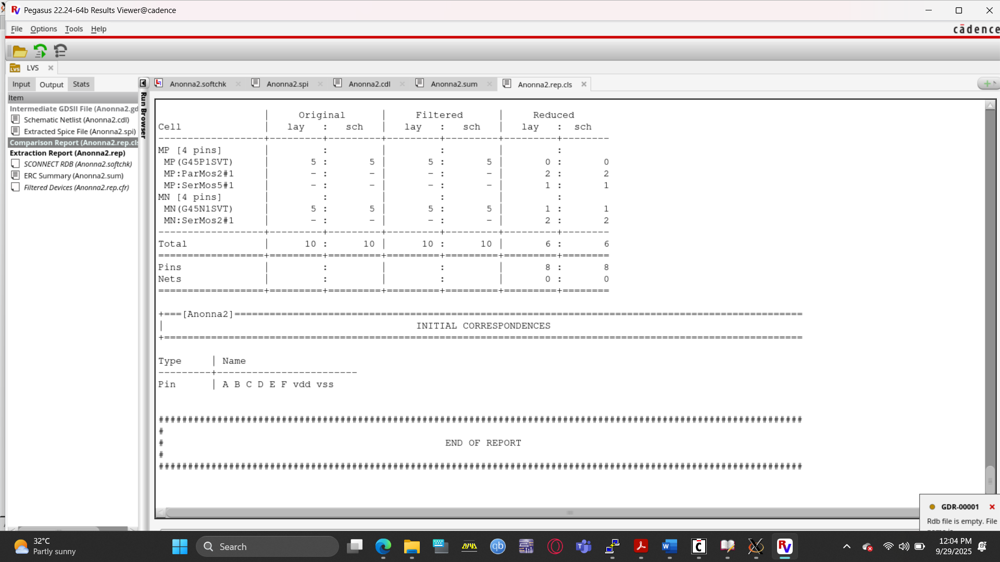 Pegasus 22.24-64b Results Viewer@cadence
File Options Tools Help
cādence
LVS
Input Output Stats
Anonna2.softchk Anonna2.spi Anonna2.cdl Anonna2.sum Anonna2.rep.cls
Item
Intermediate GDSII File (Anonna2.gd
Schematic Netlist (Anonna2.cdl)
Extracted Spice File (Anonna2.spi)
Comparison Report (Anonna2.rep.cls
Extraction Report (Anonna2.rep)
SCONNECT RDB (Anonna2.softchk)
ERC Summary (Anonna2.sum)
Filtered Devices (Anonna2.rep.cfr)
Run Browser
| Original | Filtered | Reduced
Cell | lay : sch | lay : sch | lay : sch
------------------+---------+---------+---------+---------+---------+--------
MP [4 pins] | : | : | :
MP(G45P1SVT) | 5 : 5 | 5 : 5 | 0 : 0
MP:ParMos2#1 | - : - | - : - | 2 : 2
MP:SerMos5#1 | - : - | - : - | 1 : 1
MN [4 pins] | : | : | :
MN(G45N1SVT) | 5 : 5 | 5 : 5 | 1 : 1
MN:SerMos2#1 | - : - | - : - | 2 : 2
------------------+---------+---------+---------+---------+---------+--------
Total | 10 : 10 | 10 : 10 | 6 : 6
==================+=========+=========+=========+=========+=========+========
Pins | : | : | 8 : 8
Nets | : | : | 0 : 0
==================+=========+=========+=========+=========+=========+========
+===[Anonna2]=================================================================================================
| INITIAL CORRESPONDENCES
+=============================================================================================================
Type | Name
---------+------------------------
Pin | A B C D E F vdd vss
##############################################################################################################
#
# END OF REPORT
#
##############################################################################################################
GDR-00001
Rdb file is empty. File
32°C
Partly sunny
Search
12:04 PM
9/29/2025